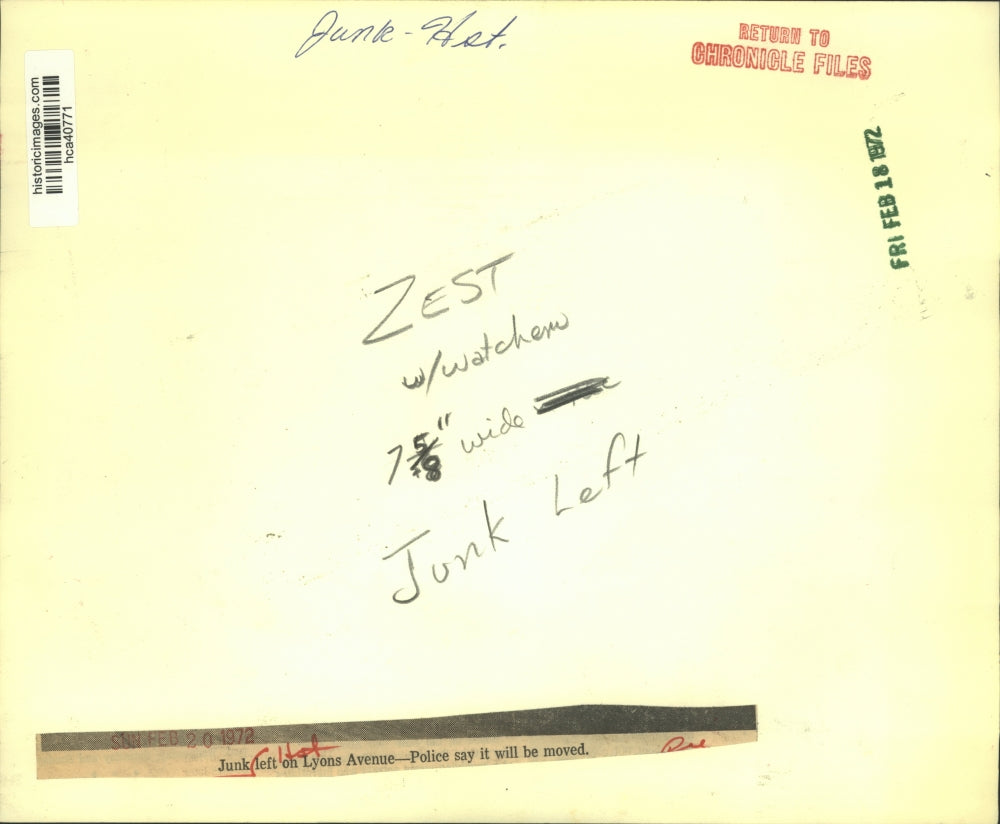 Junk - Hst.
RETURN TO
CHRONICLE FILES
historicimages.com
hca40771
FRI FEB 18 1972
ZEST
w/watchem
7 5/8" wide
Junk Left
SUN FEB 20 1972
Hst
Junk left on Lyons Avenue—Police say it will be moved.